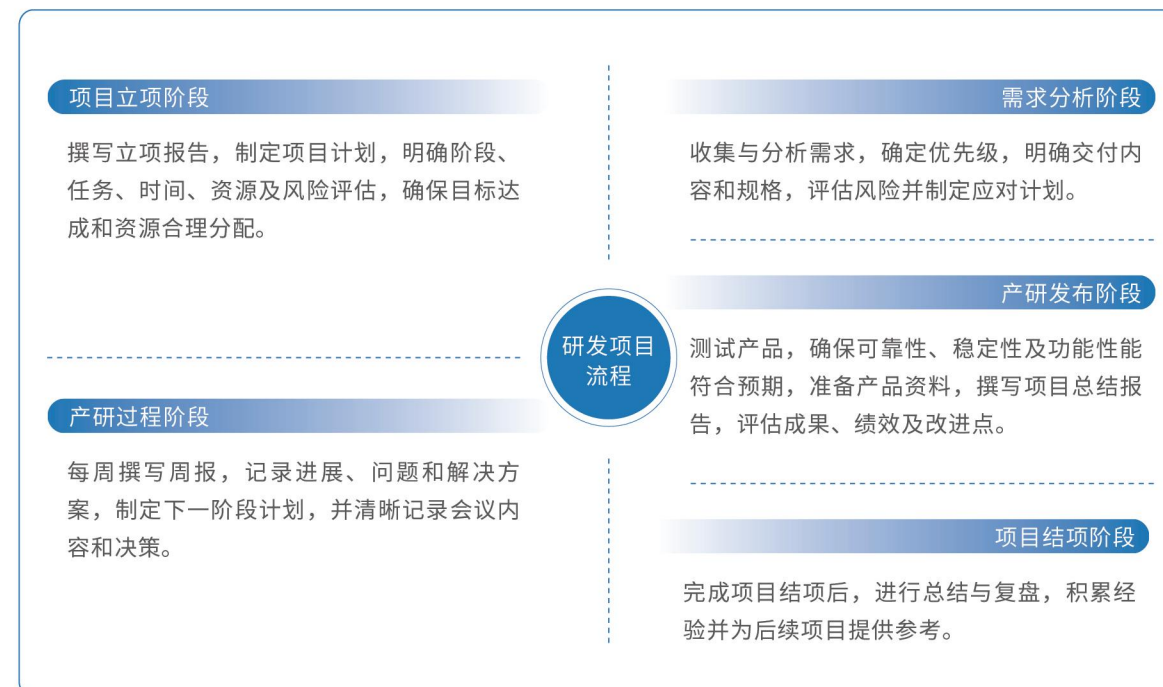 项目立项阶段
撰写立项报告，制定项目计划，明确阶段、
任务、时间、资源及风险评估，确保目标达
成和资源合理分配。
需求分析阶段
收集与分析需求，确定优先级，明确交付内
容和规格，评估风险并制定应对计划。
研发项目
流程
产研过程阶段
每周撰写周报，记录进展、问题和解决方
案，制定下一阶段计划，并清晰记录会议内
容和决策。
产研发布阶段
测试产品，确保可靠性、稳定性及功能性能
符合预期，准备产品资料，撰写项目总结报
告，评估成果、绩效及改进点。
项目结项阶段
完成项目结项后，进行总结与复盘，积累经
验并为后续项目提供参考。